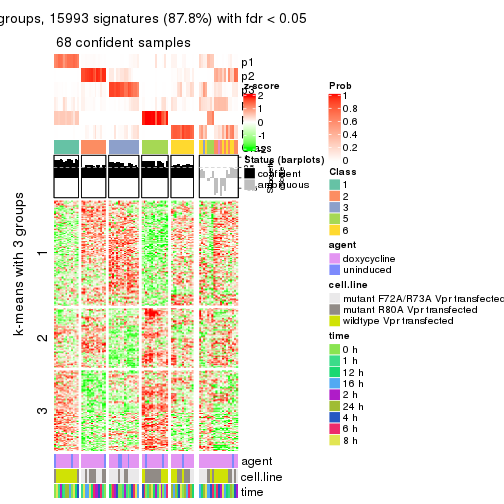 groups, 15993 signatures (87.8%) with fdr < 0.05
68 confident samples
p1
p2
z-score
2
1
0
-1
Status (barplots)
confident
ambiguous
k-means with 3 groups
1
2
3
agent
cell.line
time
Prob
1
0.8
0.6
0.4
0.2
0
Class
1
2
3
5
6
agent
doxycycline
uninduced
cell.line
mutant F72A/R73A Vpr transfected
mutant R80A Vpr transfected
wildtype Vpr transfected
time
0 h
1 h
12 h
16 h
2 h
24 h
4 h
6 h
8 h